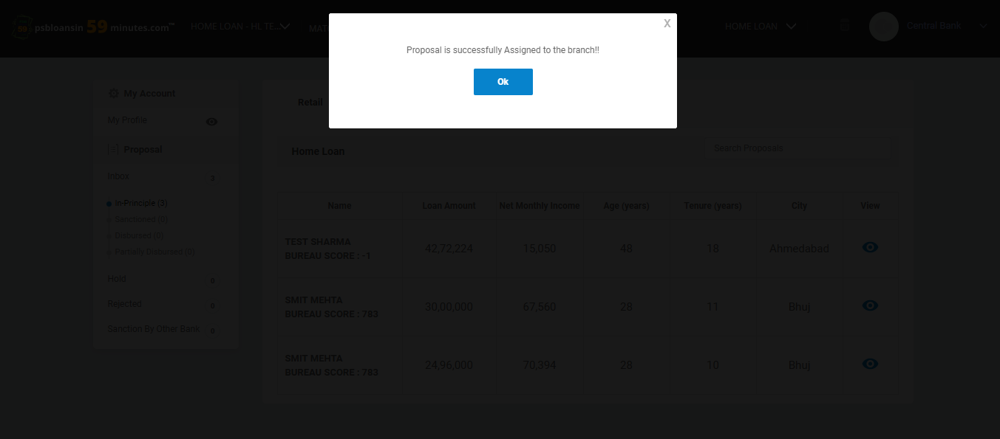 psbloansin 59 minutes.com™
HOME LOAN - HL TE...
MAT
HOME LOAN
Central Bank
X
Proposal is successfully Assigned to the branch!!
Ok
My Account
My Profile
Proposal
Inbox 3
In-Principle (3)
Sanctioned (0)
Disbursed (0)
Partially Disbursed (0)
Hold 0
Rejected 0
Sanction By Other Bank 0
Retail
Home Loan
Search Proposals
Name Loan Amount Net Monthly Income Age (years) Tenure (years) City View
TEST SHARMA
BUREAU SCORE : -1
42,72,224 15,050 48 18 Ahmedabad
SMIT MEHTA
BUREAU SCORE : 783
30,00,000 67,560 28 11 Bhuj
SMIT MEHTA
BUREAU SCORE : 783
24,96,000 70,394 28 10 Bhuj